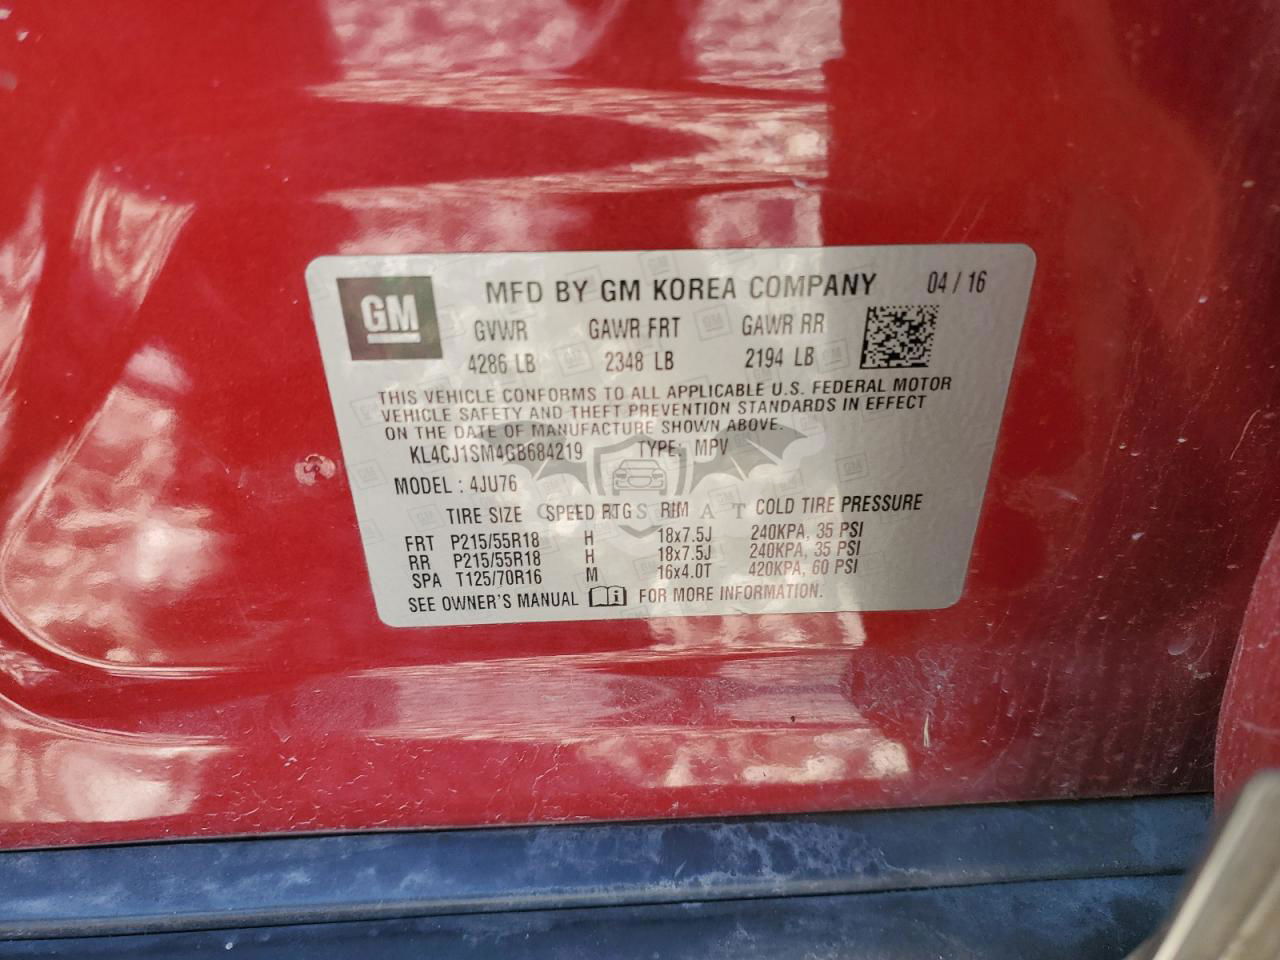 GM
MFD BY GM KOREA COMPANY 04 / 16
GVWR GAWR FRT GAWR RR
4286 LB 2348 LB 2194 LB
THIS VEHICLE CONFORMS TO ALL APPLICABLE U.S. FEDERAL MOTOR
VEHICLE SAFETY AND THEFT PREVENTION STANDARDS IN EFFECT
ON THE DATE OF MANUFACTURE SHOWN ABOVE.
KL4CJ1SM4GB684219 TYPE: MPV
MODEL : 4JU76
TIRE SIZE SPEED RTG RIM COLD TIRE PRESSURE
FRT P215/55R18 H 18x7.5J 240KPA, 35 PSI
RR P215/55R18 H 18x7.5J 240KPA, 35 PSI
SPA T125/70R16 M 16x4.0T 420KPA, 60 PSI
SEE OWNER'S MANUAL FOR MORE INFORMATION.